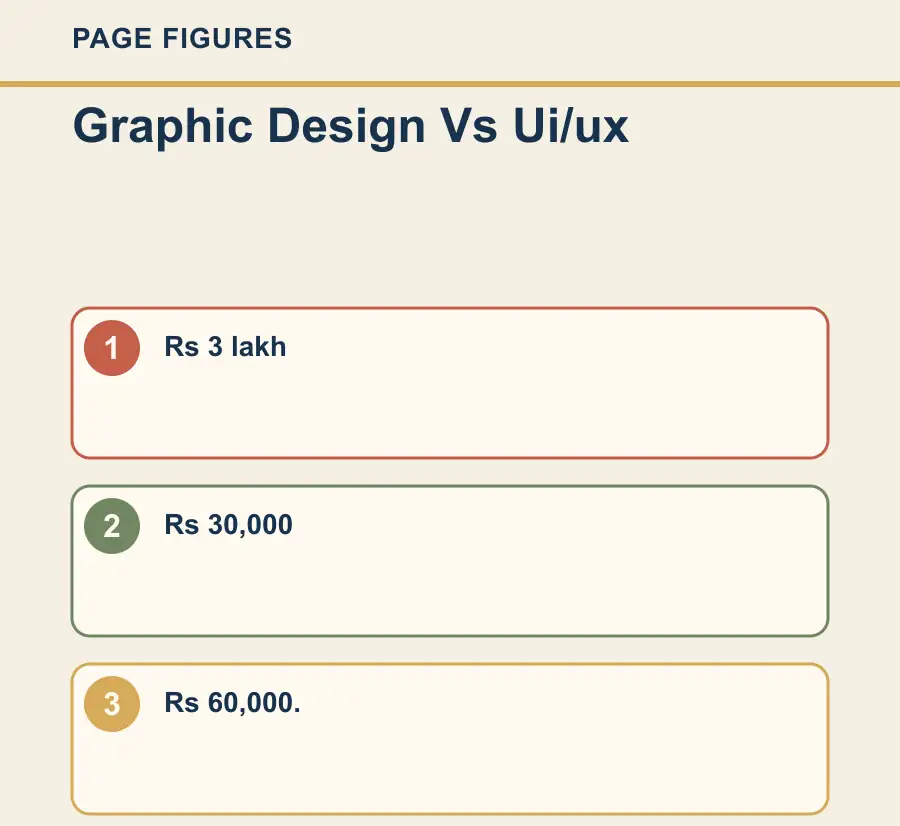 PAGE FIGURES
Graphic Design Vs Ui/ux
1 Rs 3 lakh
2 Rs 30,000
3 Rs 60,000.